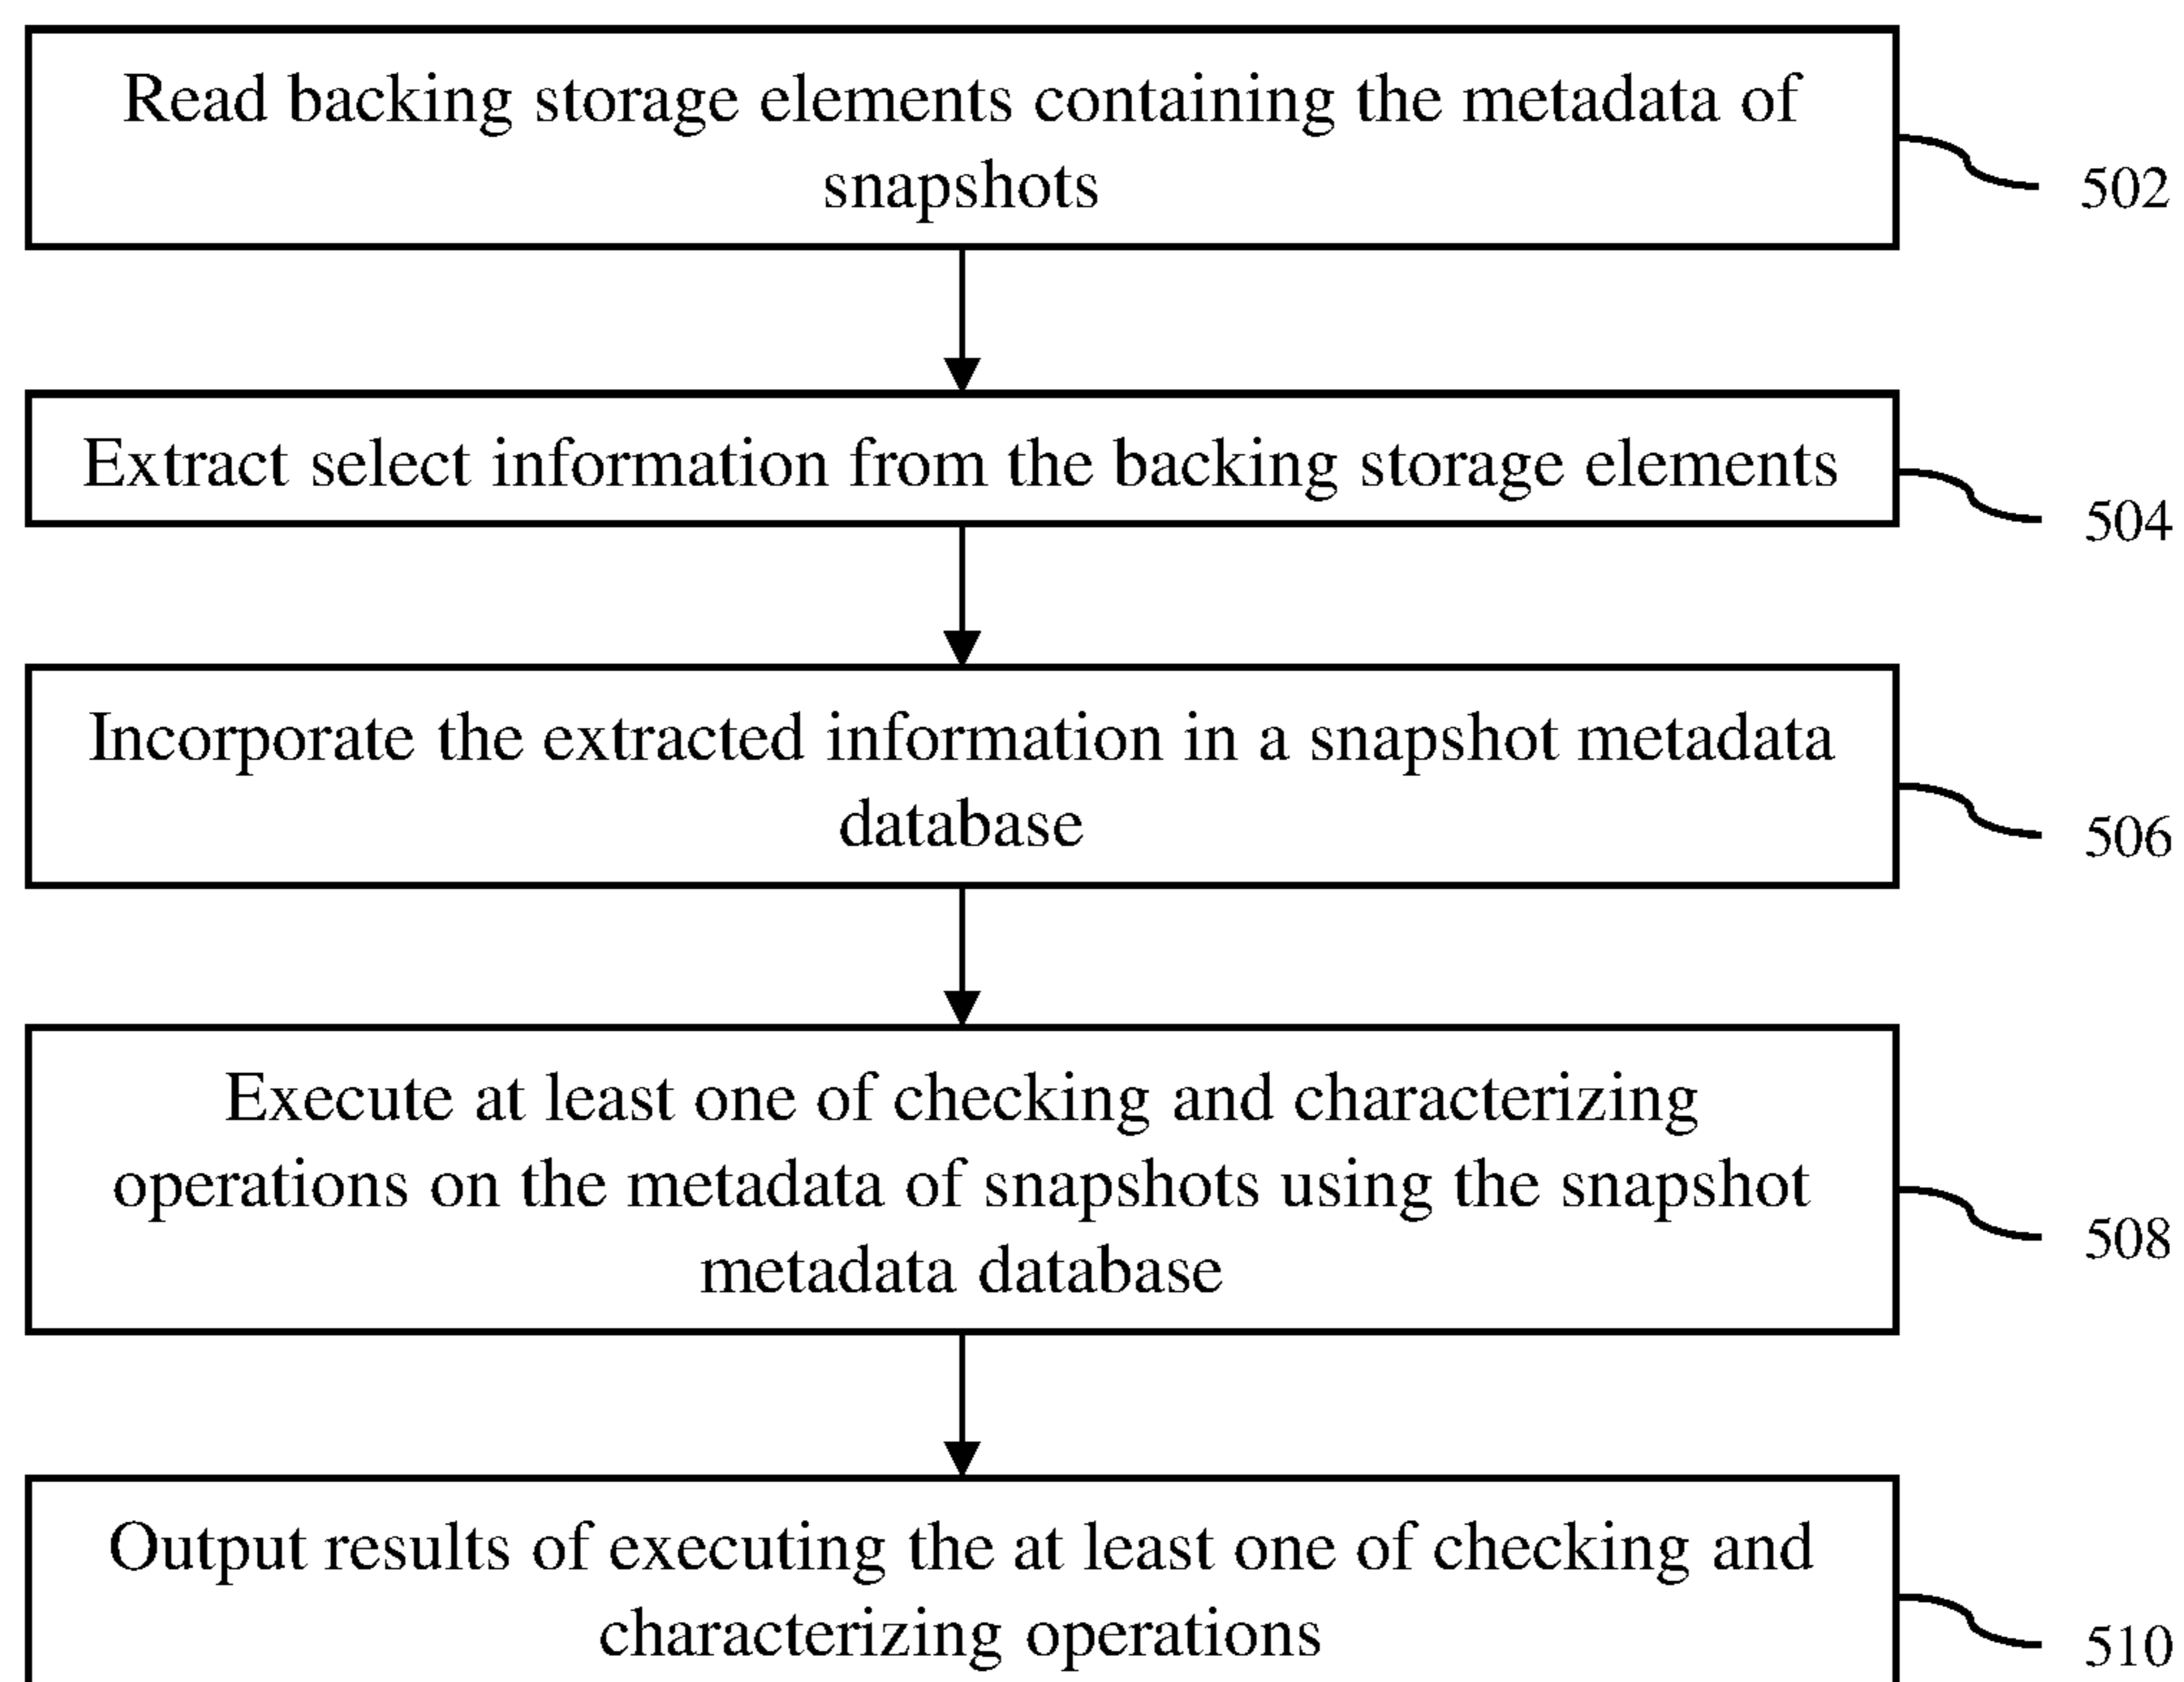 Read backing storage elements containing the metadata of
snapshots
502
Extract select information from the backing storage elements
504
Incorporate the extracted information in a snapshot metadata
database
506
Execute at least one of checking and characterizing
operations on the metadata of snapshots using the snapshot
metadata database
508
Output results of executing the at least one of checking and
characterizing operations
510